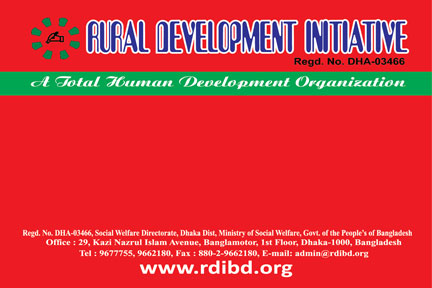 RURAL DEVELOPMENT INITIATIVE
Regd. No. DHA-03466
A Total Human Development Organization
Regd. No. DHA-03466, Social Welfare Directorate, Dhaka Dist, Ministry of Social Welfare, Govt. of the People's of Bangladesh
Office : 29, Kazi Nazrul Islam Avenue, Banglamotor, 1st Floor, Dhaka-1000, Bangladesh
Tel : 9677755, 9662180, Fax : 880-2-9662180, E-mail: admin@rdibd.org
www.rdibd.org